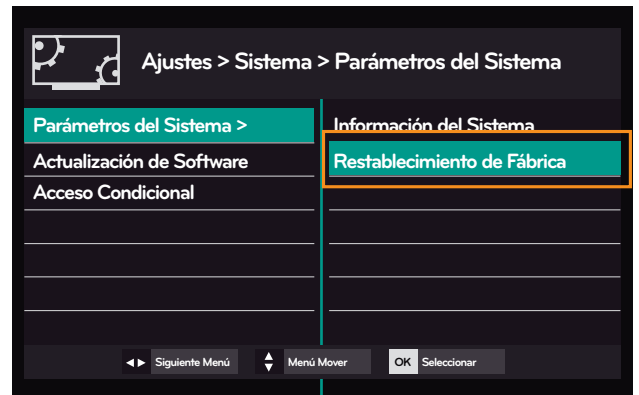 Ajustes > Sistema > Parámetros del Sistema
Parámetros del Sistema >
Actualización de Software
Acceso Condicional
Información del Sistema
Restablecimiento de Fábrica
Siguiente Menú Menú Mover OK Seleccionar